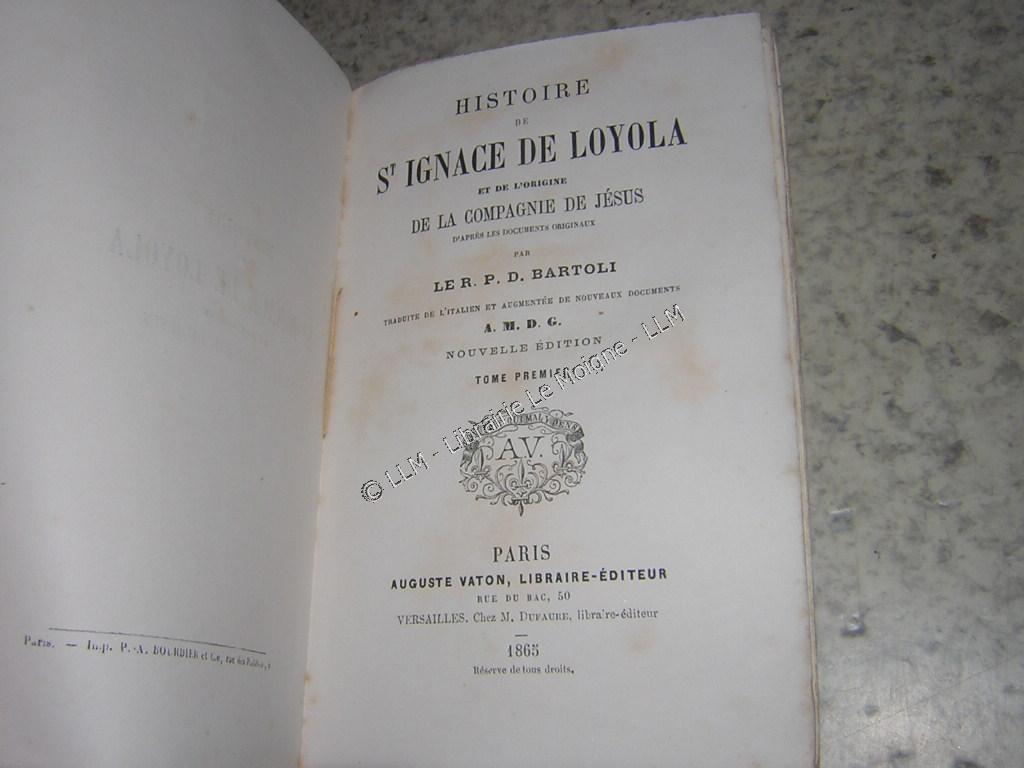 Paris. — Imp. P.-A. BOURDIER et Cie, rue des
HISTOIRE
DE
ST IGNACE DE LOYOLA
ET DE L'ORIGINE
DE LA COMPAGNIE DE JÉSUS
D'APRÈS LES DOCUMENTS ORIGINAUX
PAR
LE R. P. D. BARTOLI
TRADUITE DE L'ITALIEN ET AUGMENTÉE DE NOUVEAUX DOCUMENTS
A. M. D. G.
NOUVELLE ÉDITION
TOME PREMIER
A.V.
PARIS
AUGUSTE VATON, LIBRAIRE-ÉDITEUR
RUE DU BAC, 50
VERSAILLES. Chez M. DUFAURE, libraire-éditeur
1865
Réserve de tous droits.
© LLM - Librairie Le Moigne - LLM